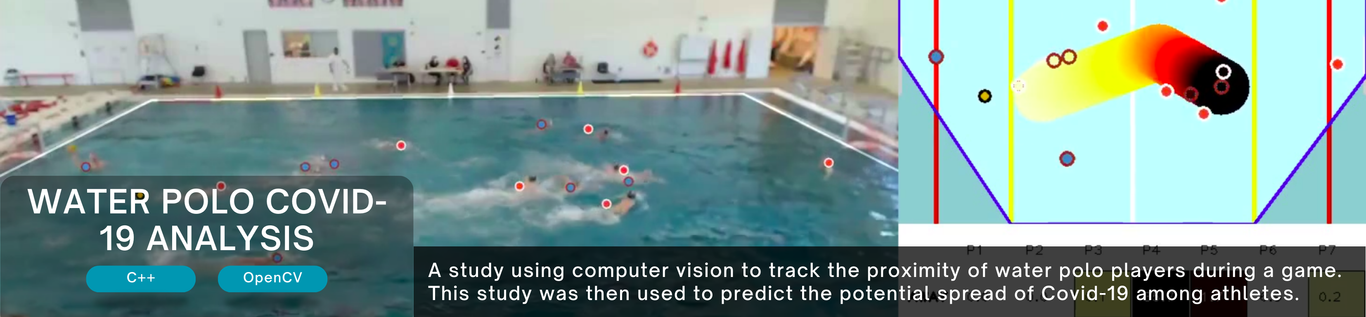 WATER POLO COVID-
19 ANALYSIS
C++
OpenCV
P1 P2 P3 P4 P5 P6 P7
A study using computer vision to track the proximity of water polo players during a game.
This study was then used to predict the potential spread of Covid-19 among athletes.
0.2